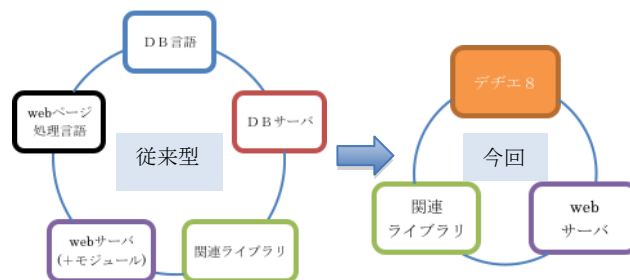 DB言語
webページ
処理言語
DBサーバ
従来型
webサーバ
(+モジュール)
関連ライブラリ
デヂエ8
今回
関連
ライブラリ
web
サーバ